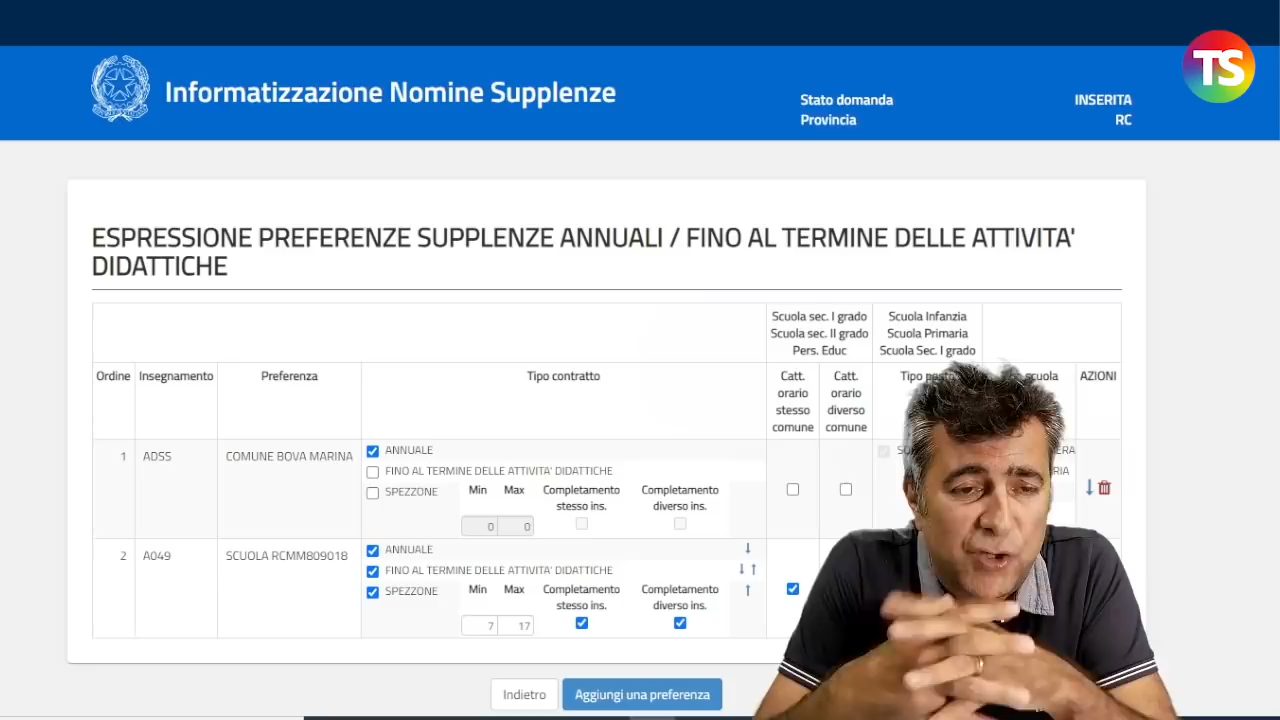 TS
Informatizzazione Nomine Supplenze
Stato domanda INSERITA
Provincia RC
ESPRESSIONE PREFERENZE SUPPLENZE ANNUALI / FINO AL TERMINE DELLE ATTIVITA'
DIDATTICHE
Scuola sec. I grado
Scuola sec. II grado
Pers. Educ
Scuola Infanzia
Scuola Primaria
Scuola Sec. I grado
Ordine Insegnamento Preferenza Tipo contratto
Catt.
orario
stesso
comune
Catt.
orario
diverso
comune
Tipo
scuola
AZIONI
1 ADSS COMUNE BOVA MARINA
ANNUALE
FINO AL TERMINE DELLE ATTIVITA' DIDATTICHE
SPEZZONE Min Max Completamento stesso ins. Completamento diverso ins.
0 0
2 A049 SCUOLA RCMM809018
ANNUALE
FINO AL TERMINE DELLE ATTIVITA' DIDATTICHE
SPEZZONE Min Max Completamento stesso ins. Completamento diverso ins.
7 17
Indietro Aggiungi una preferenza